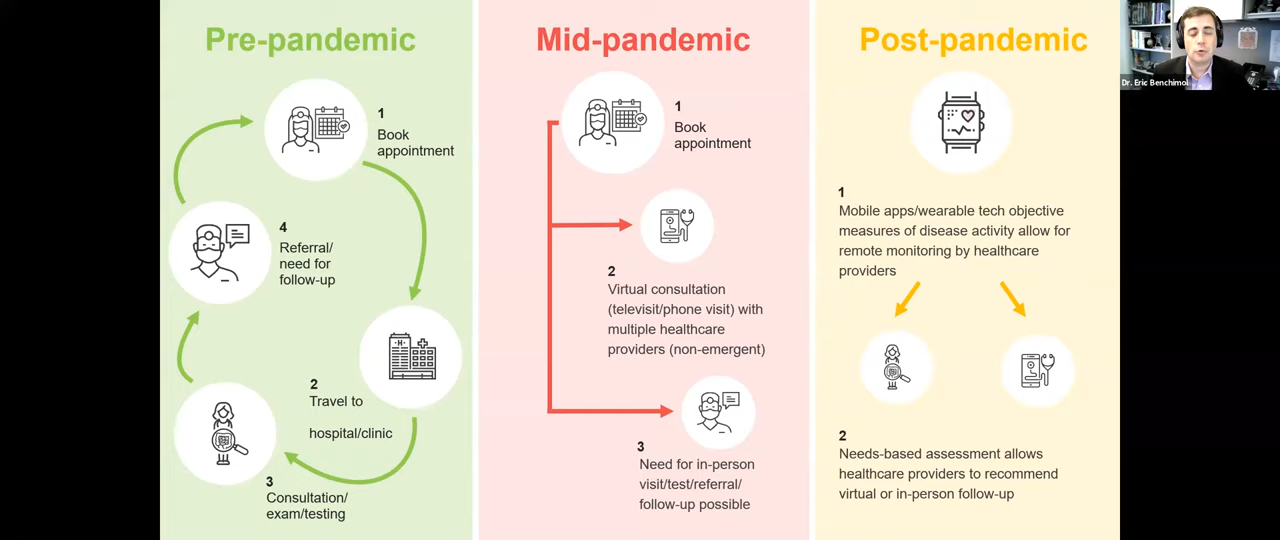 Pre-pandemic
1
Book
appointment
4
Referral/
need for
follow-up
2
Travel to
hospital/clinic
3
Consultation/
exam/testing
Mid-pandemic
1
Book
appointment
2
Virtual consultation
(televisit/phone visit) with
multiple healthcare
providers (non-emergent)
3
Need for in-person
visit/test/referral/
follow-up possible
Post-pandemic
1
Mobile apps/wearable tech objective
measures of disease activity allow for
remote monitoring by healthcare
providers
2
Needs-based assessment allows
healthcare providers to recommend
virtual or in-person follow-up
Dr. Eric Benchimol